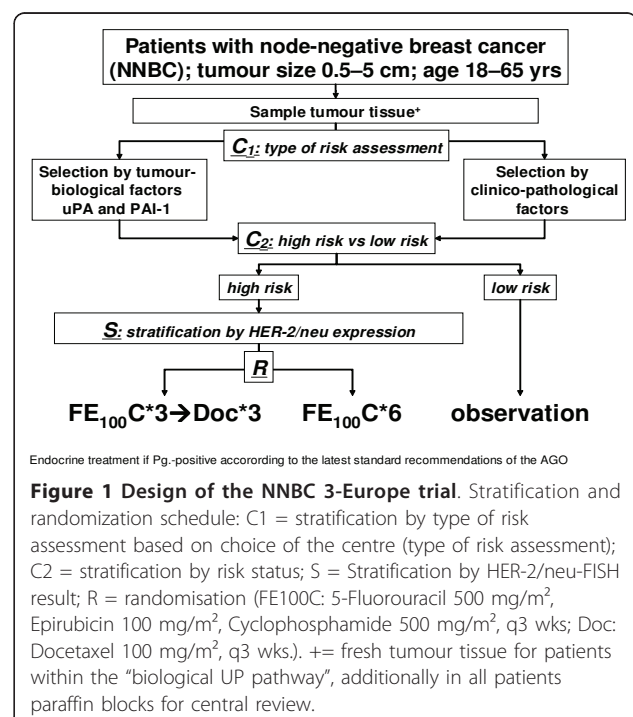 Patients with node-negative breast cancer
(NNBC); tumour size 0.5–5 cm; age 18–65 yrs
Sample tumour tissue⁺
C₁: type of risk assessment
Selection by tumour-
biological factors
uPA and PAI-1
Selection by
clinico-pathological
factors
C₂: high risk vs low risk
high risk
low risk
S: stratification by HER-2/neu expression
R
FE₁₀₀C*3→Doc*3
FE₁₀₀C*6
observation
Endocrine treatment if Pg.-positive accorording to the latest standard recommendations of the AGO
Figure 1 Design of the NNBC 3-Europe trial. Stratification and
randomization schedule: C1 = stratification by type of risk
assessment based on choice of the centre (type of risk assessment);
C2 = stratification by risk status; S = Stratification by HER-2/neu-FISH
result; R = randomisation (FE100C: 5-Fluorouracil 500 mg/m²,
Epirubicin 100 mg/m², Cyclophosphamide 500 mg/m², q3 wks; Doc:
Docetaxel 100 mg/m², q3 wks.). += fresh tumour tissue for patients
within the “biological UP pathway”, additionally in all patients
paraffin blocks for central review.